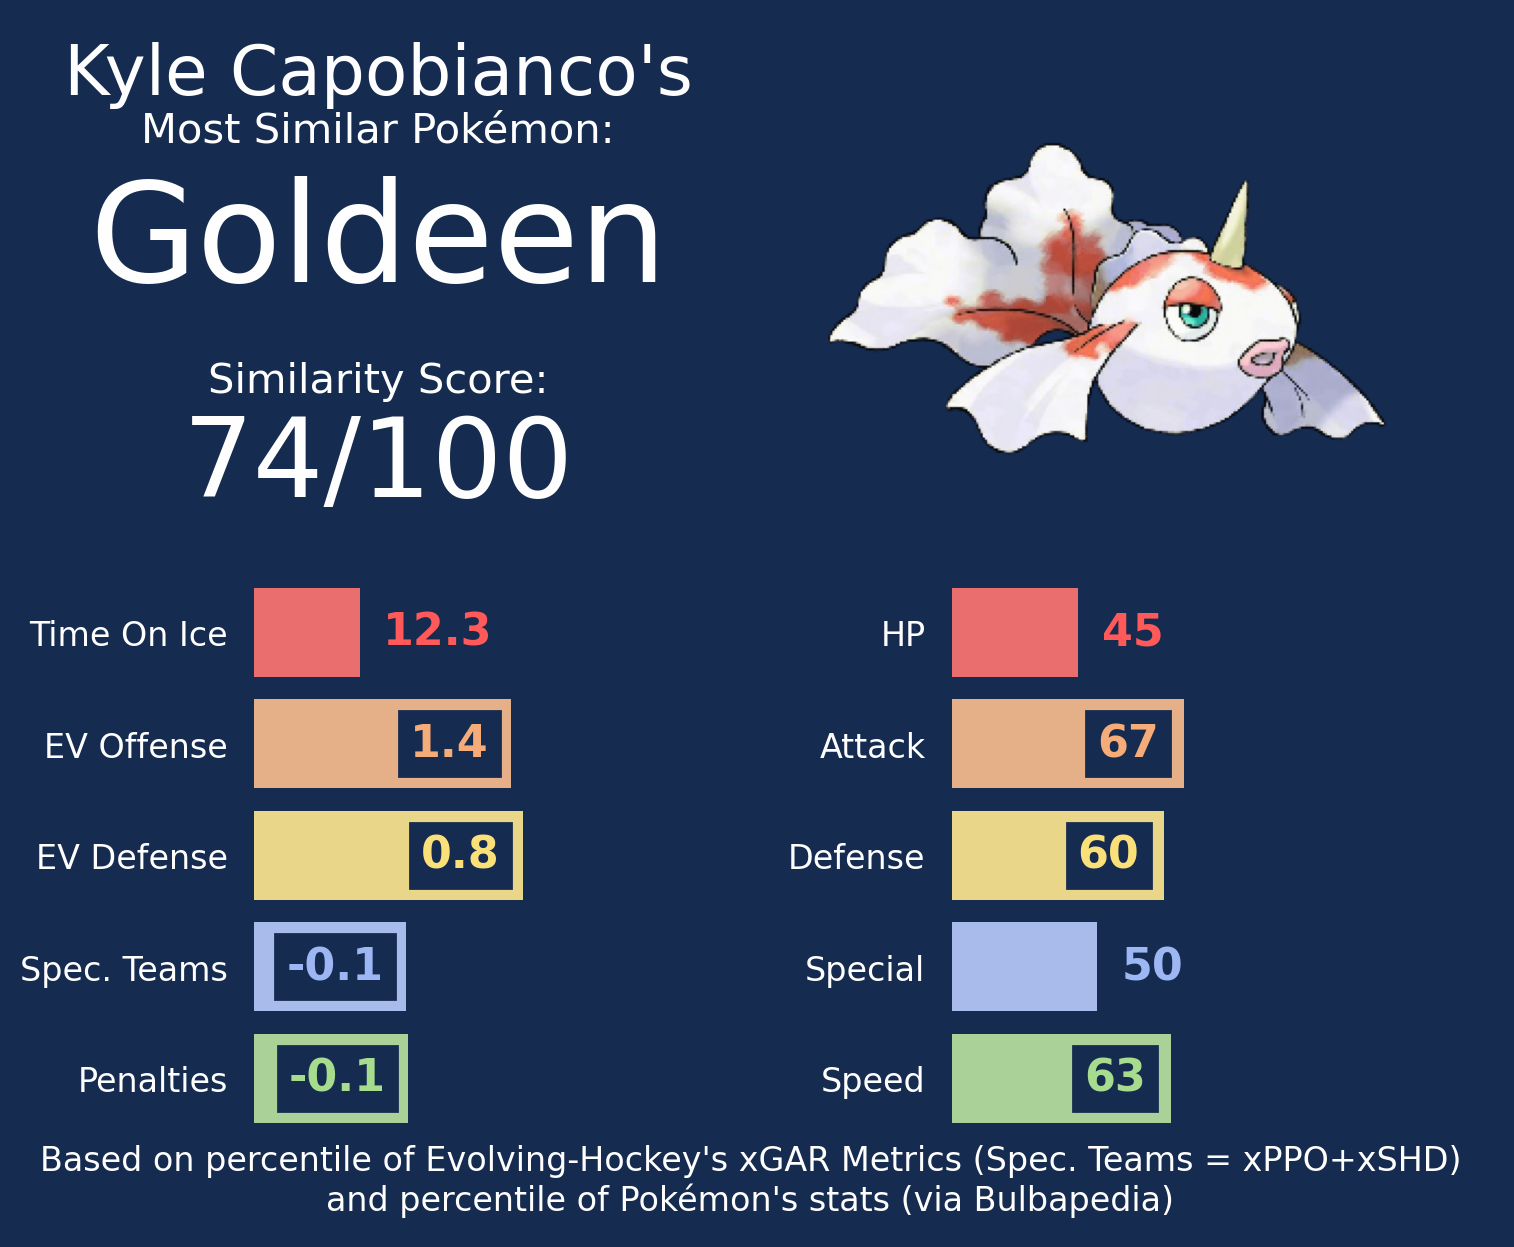 Kyle Capobianco's
Most Similar Pokémon:
Goldeen
Similarity Score:
74/100
Time On Ice 12.3
EV Offense 1.4
EV Defense 0.8
Spec. Teams -0.1
Penalties -0.1
HP 45
Attack 67
Defense 60
Special 50
Speed 63
Based on percentile of Evolving-Hockey's xGAR Metrics (Spec. Teams = xPPO+xSHD)
and percentile of Pokémon's stats (via Bulbapedia)